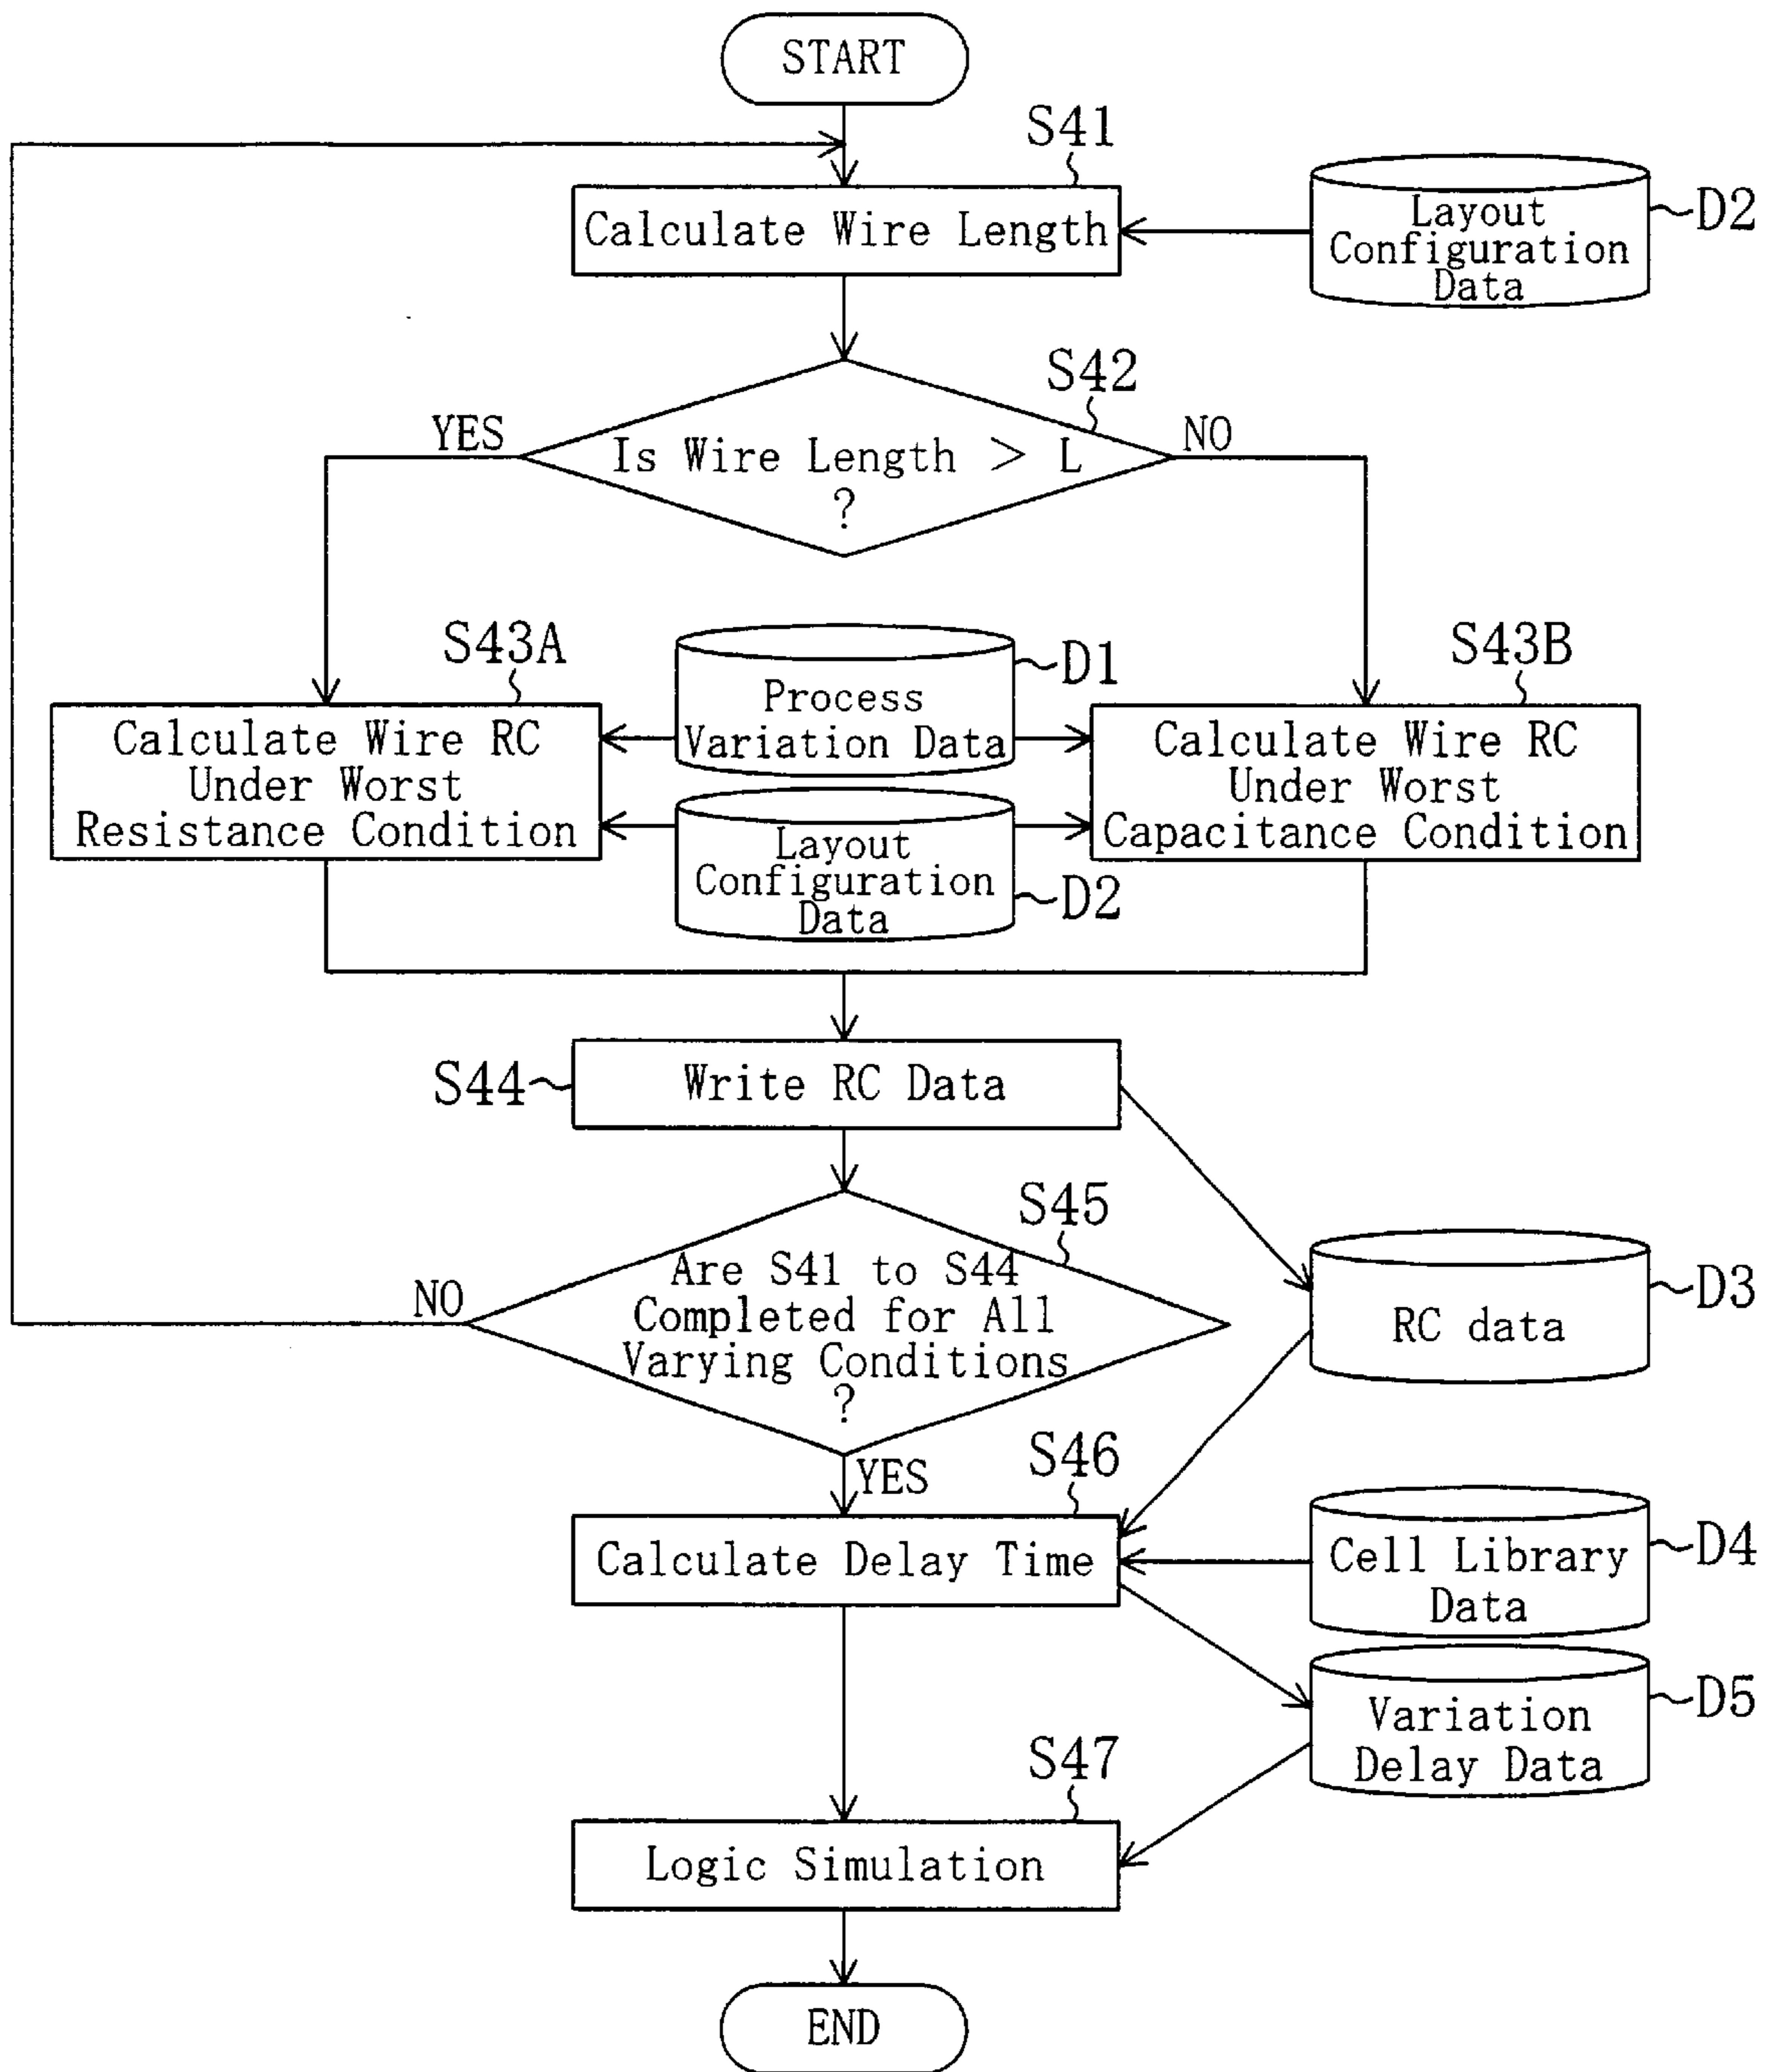 START
S41
Calculate Wire Length
Layout
Configuration
Data
D2
S42
YES
NO
Is Wire Length > L
?
S43A
S43B
D1
Process
Variation Data
Calculate Wire RC
Under Worst
Resistance Condition
Calculate Wire RC
Under Worst
Capacitance Condition
Layout
Configuration
Data
D2
S44
Write RC Data
S45
Are S41 to S44
Completed for All
Varying Conditions
?
NO
YES
RC data
D3
S46
Calculate Delay Time
Cell Library
Data
D4
Variation
Delay Data
D5
S47
Logic Simulation
END